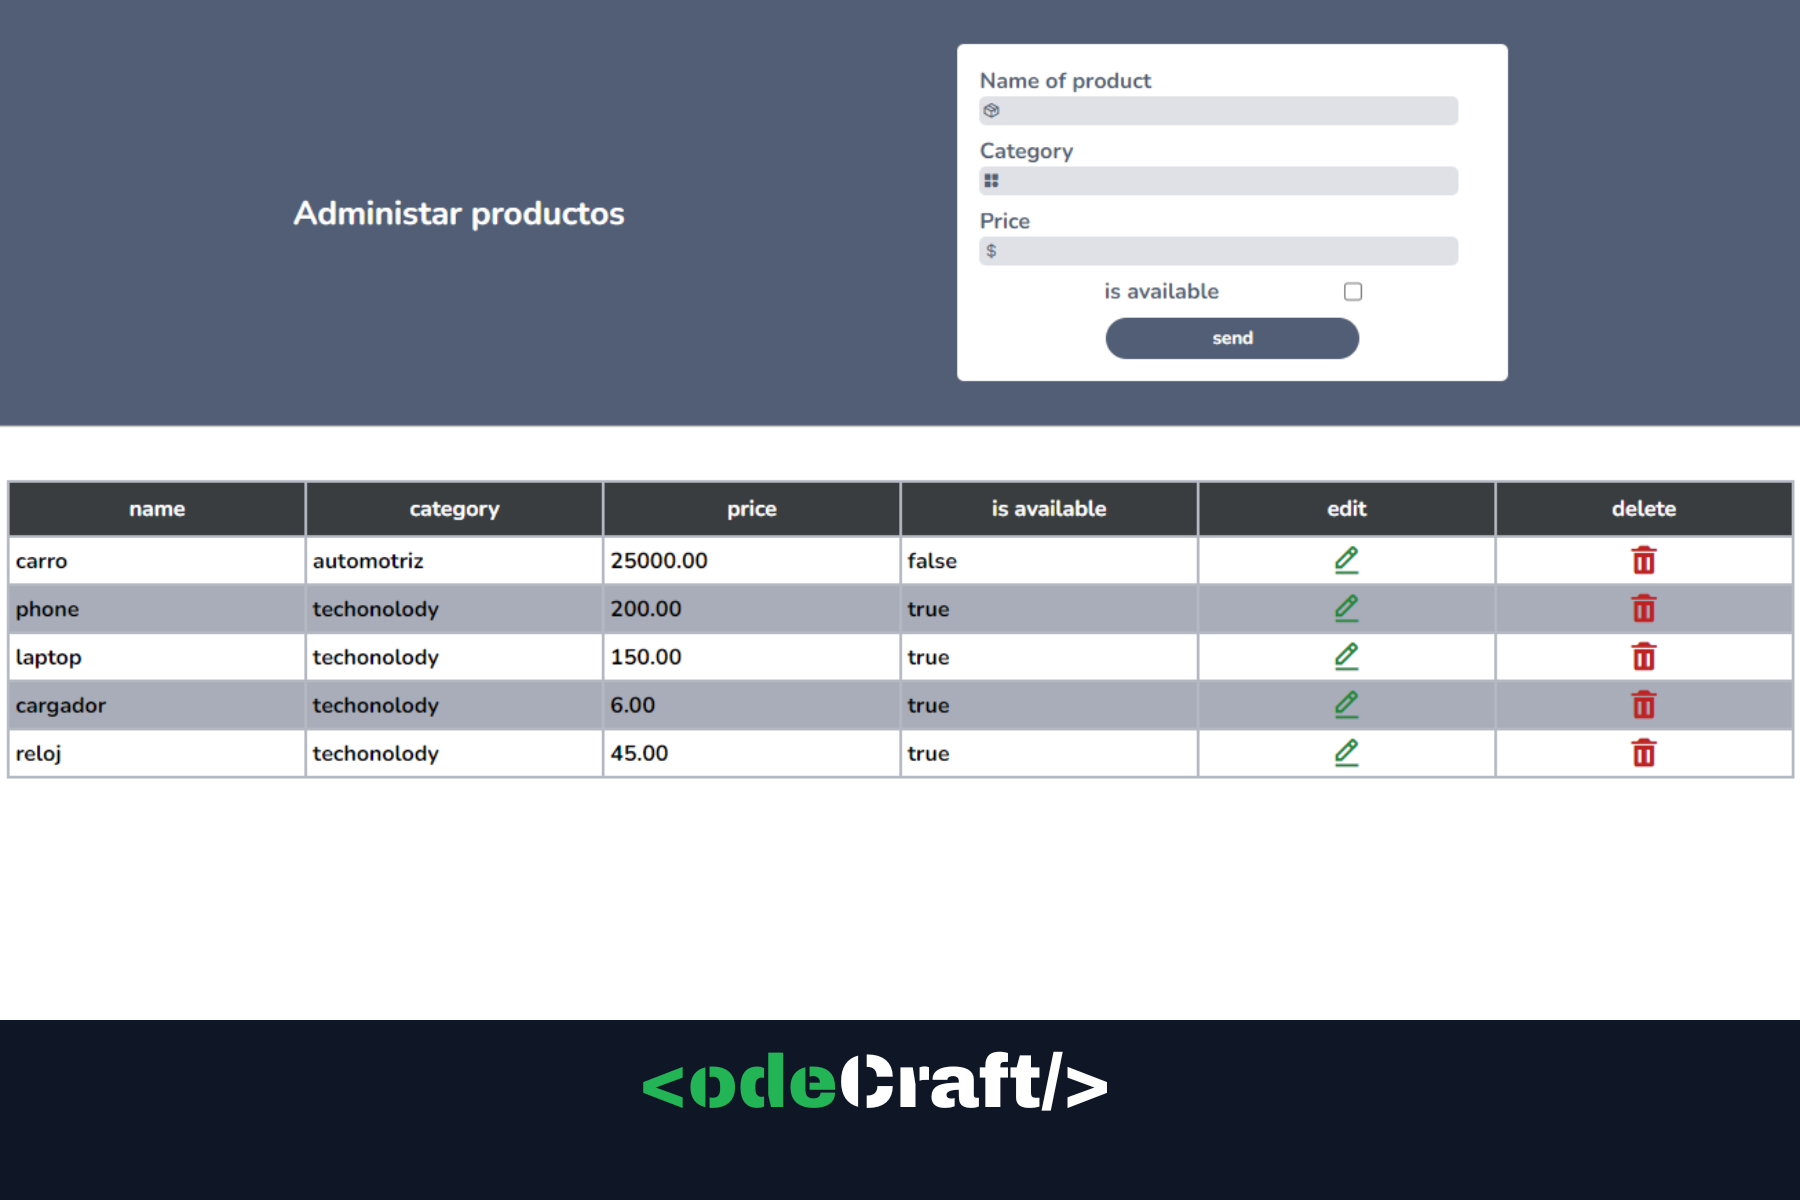 Name of product
Category
Administar productos
Price
$
is available
send
name category price is available edit delete
carro automotriz 25000.00 false
phone techonolody 200.00 true
laptop techonolody 150.00 true
cargador techonolody 6.00 true
reloj techonolody 45.00 true
<odeCraft/>